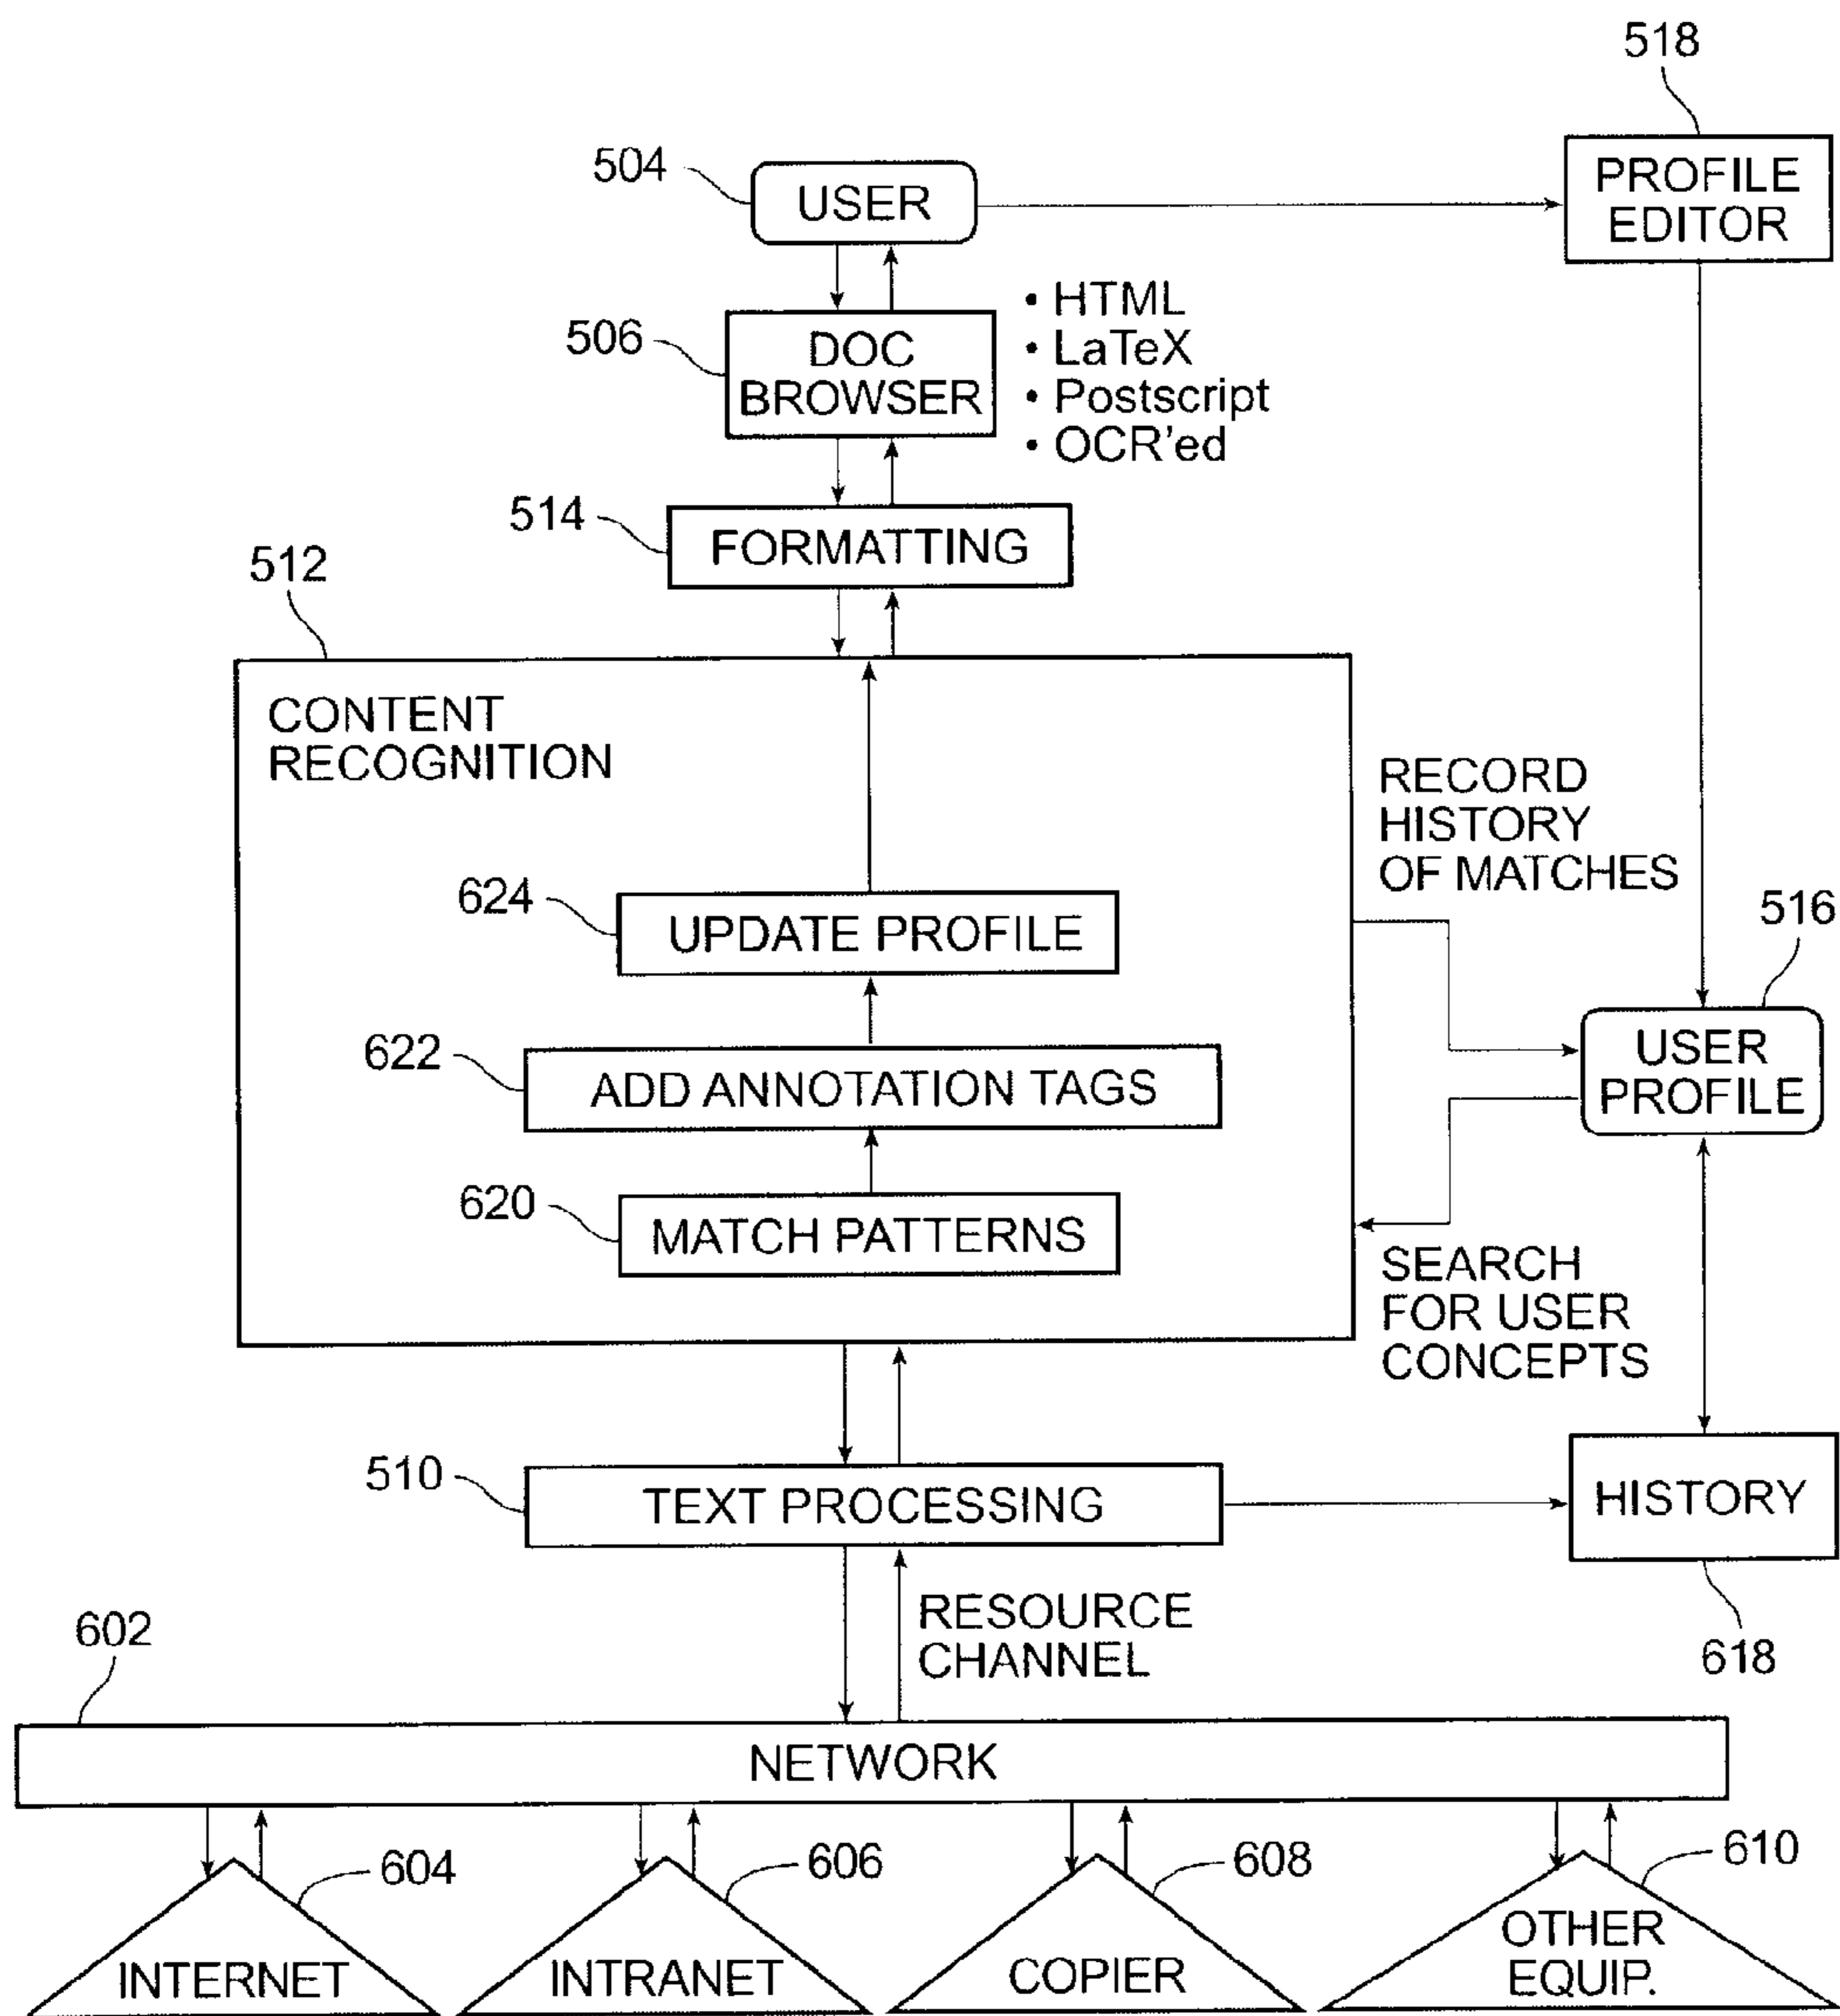 518
PROFILE
EDITOR
504
USER
506
DOC
BROWSER
• HTML
• LaTeX
• Postscript
• OCR'ed
514
FORMATTING
512
CONTENT
RECOGNITION
RECORD
HISTORY
OF MATCHES
624
UPDATE PROFILE
516
USER
PROFILE
622
ADD ANNOTATION TAGS
620
MATCH PATTERNS
SEARCH
FOR USER
CONCEPTS
510
TEXT PROCESSING
HISTORY
618
RESOURCE
CHANNEL
602
NETWORK
604
INTERNET
606
INTRANET
608
COPIER
610
OTHER
EQUIP.